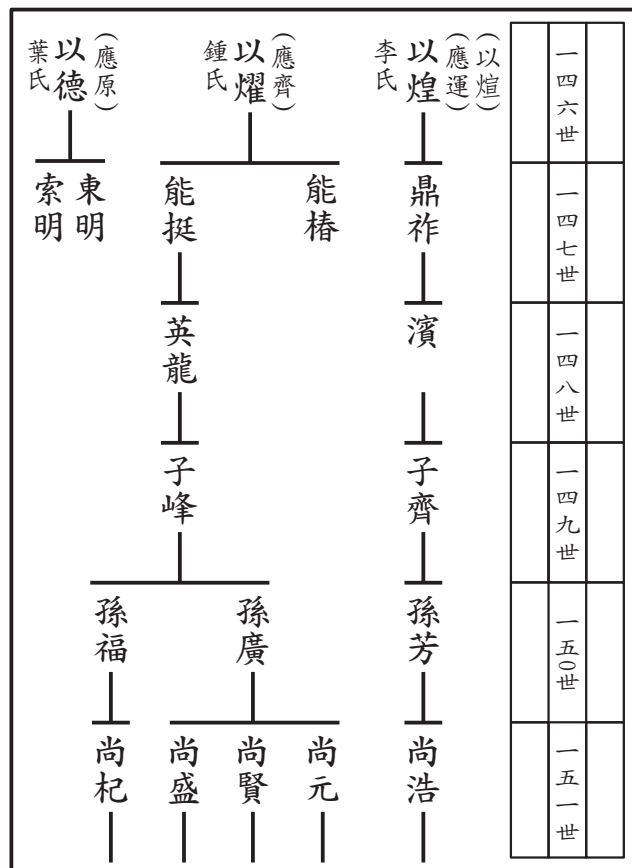 一四六世
(以煊)
(應運)
以煌
李氏
(應齊)
以燿
鍾氏
(應原)
以德
葉氏
一四七世
鼎祚
能椿
能挺
東明
索明
一四八世
濱
英龍
一四九世
子齊
子峰
一五0世
孫芳
孫廣
孫福
一五一世
尚浩
尚元
尚賢
尚盛
尚杞